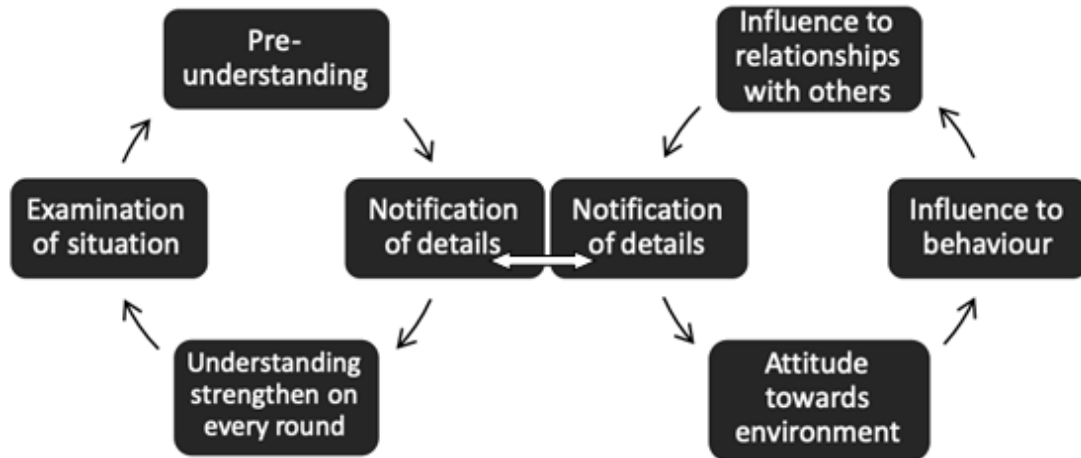 Pre-
understanding
Influence to
relationships
with others
Examination
of situation
Notification
of details
Notification
of details
Influence to
behaviour
Understanding
strengthen on
every round
Attitude
towards
environment